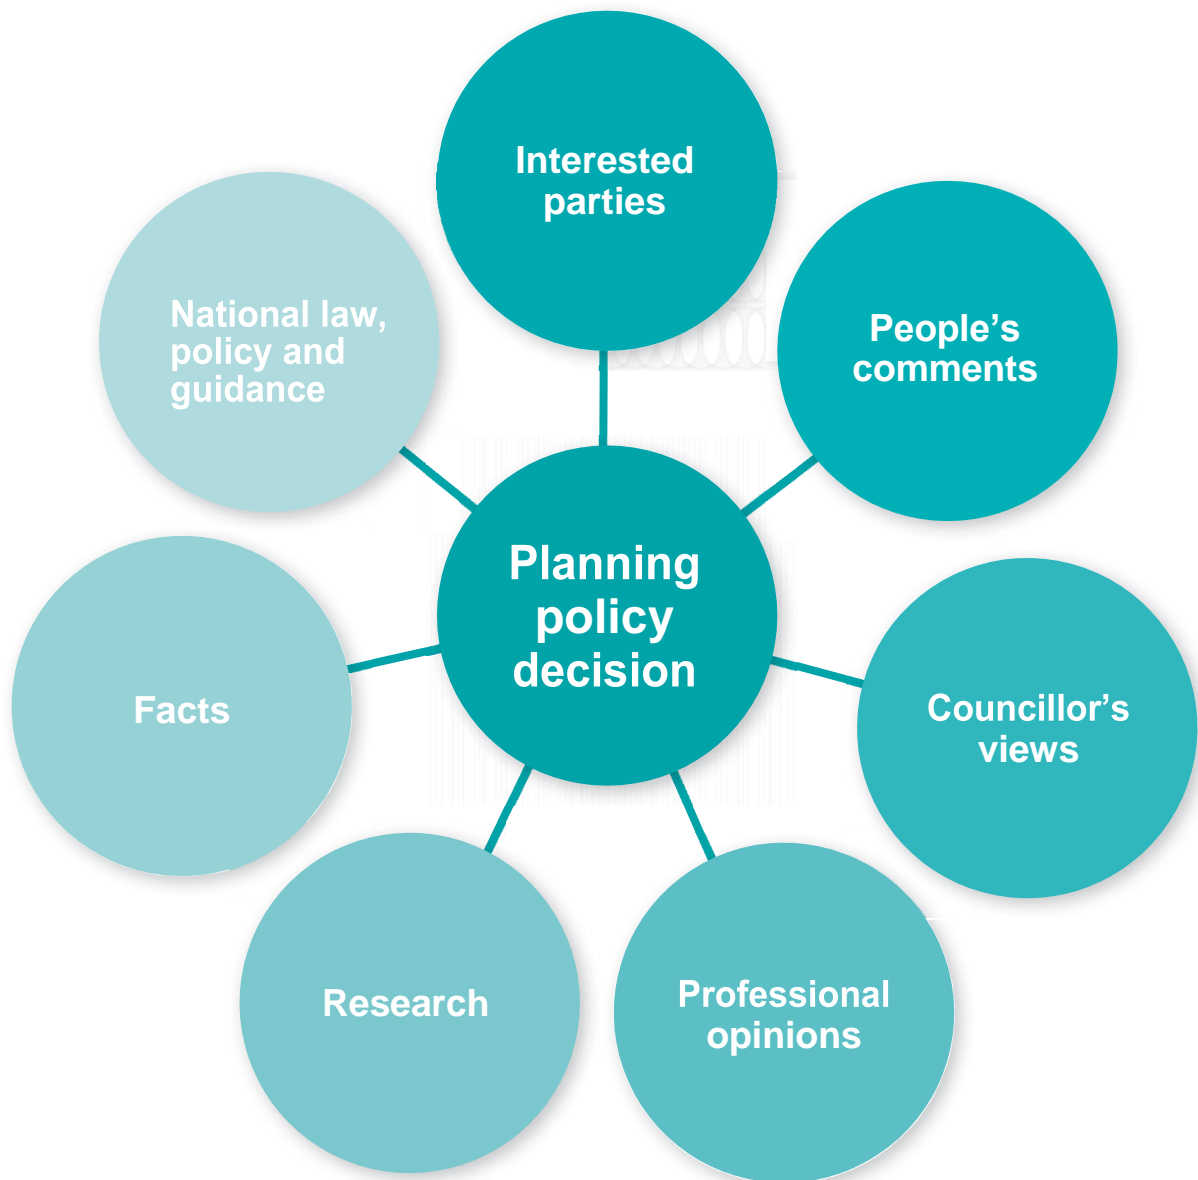 Interested
parties
People’s
comments
Councillor’s
views
Professional
opinions
Research
Facts
National law,
policy and
guidance
Planning
policy
decision